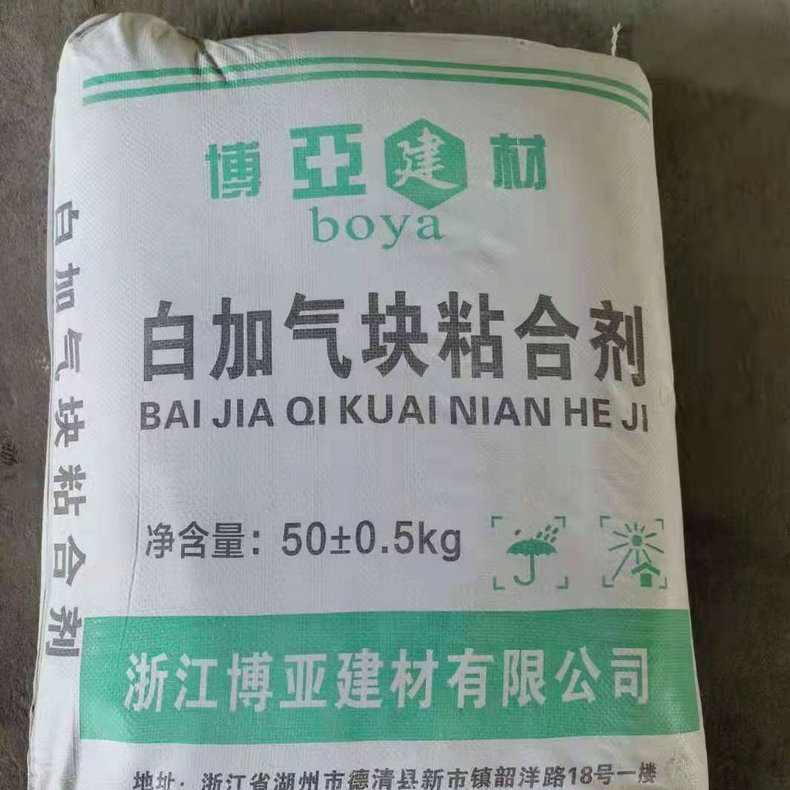 博亞建材
boya
白加气块粘合剂
BAI JIA QI KUAI NIAN HE JI
净含量：50±0.5kg
浙江博亚建材有限公司
地址：浙江省湖州市德清县新市镇韶洋路18号一楼
白加气块粘合剂